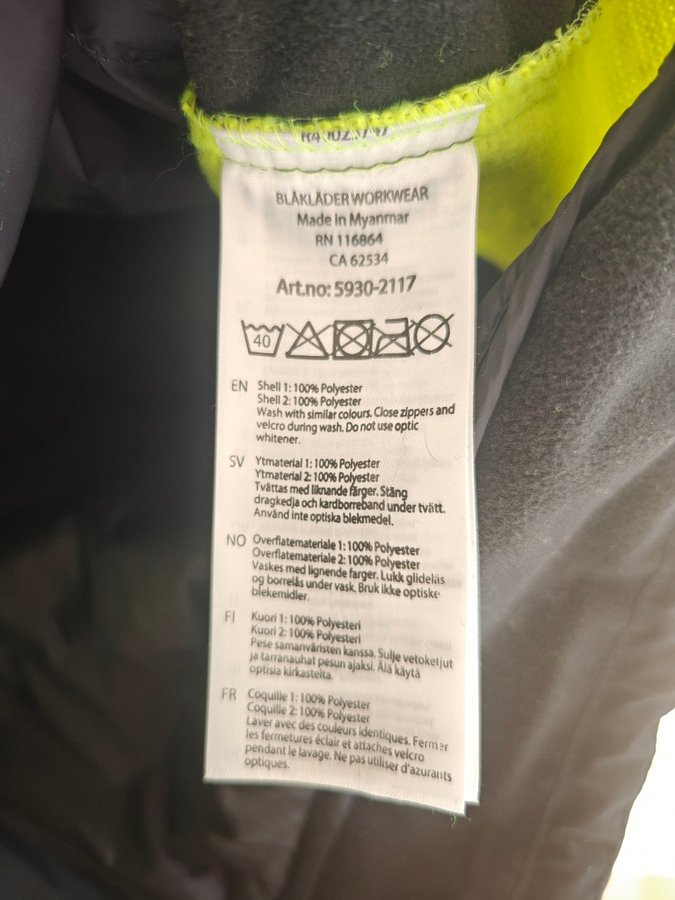 BLÅKLÄDER WORKWEAR
Made in Myanmar
RN 116864
CA 62534
Art.no: 5930-2117
40
EN Shell 1: 100% Polyester
Shell 2: 100% Polyester
Wash with similar colours. Close zippers and
velcro during wash. Do not use optic
whitener.
SV Ytmaterial 1: 100% Polyester
Ytmaterial 2: 100% Polyester
Tvättas med liknande färger. Stäng
dragkedja och kardborreband under tvätt.
Använd inte optiska blekmedel.
NO Overflatemateriale 1: 100% Polyester
Overflatemateriale 2: 100% Polyester
Vaskes med lignende farger. Lukk glidelås
og borrelås under vask. Bruk ikke optiske
blekemidler.
FI Kuori 1: 100% Polyesteri
Kuori 2: 100% Polyesteri
Pese samanväristen kanssa. Sulje vetoketjut
ja tarranauhat pesun ajaksi. Älä käytä
optisia kirkasteita.
FR Coquille 1: 100% Polyester
Coquille 2: 100% Polyester
Laver avec des couleurs identiques. Fermer
les fermetures éclair et attaches velcro
pendant le lavage. Ne pas utiliser d'azurants
optiques.